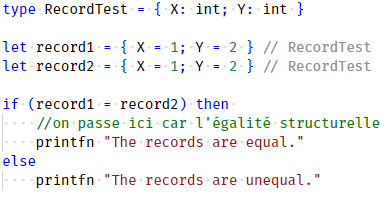 type RecordTest = { X: int; Y: int }
let record1 = { X = 1; Y = 2 } // RecordTest
let record2 = { X = 1; Y = 2 } // RecordTest
if (record1 = record2) then
    //on passe ici car l'égalité structurelle
    printfn "The records are equal."
else
    printfn "The records are unequal."